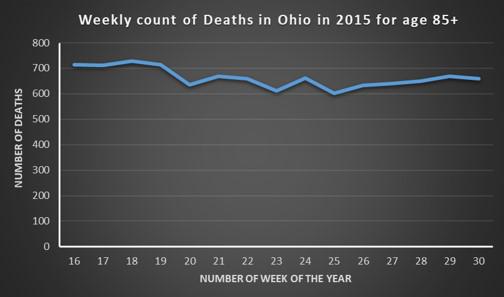 Weekly count of Deaths in Ohio in 2015 for age 85+
800
700
600
500
400
300
200
100
0
NUMBER OF DEATHS
16 17 18 19 20 21 22 23 24 25 26 27 28 29 30
NUMBER OF WEEK OF THE YEAR